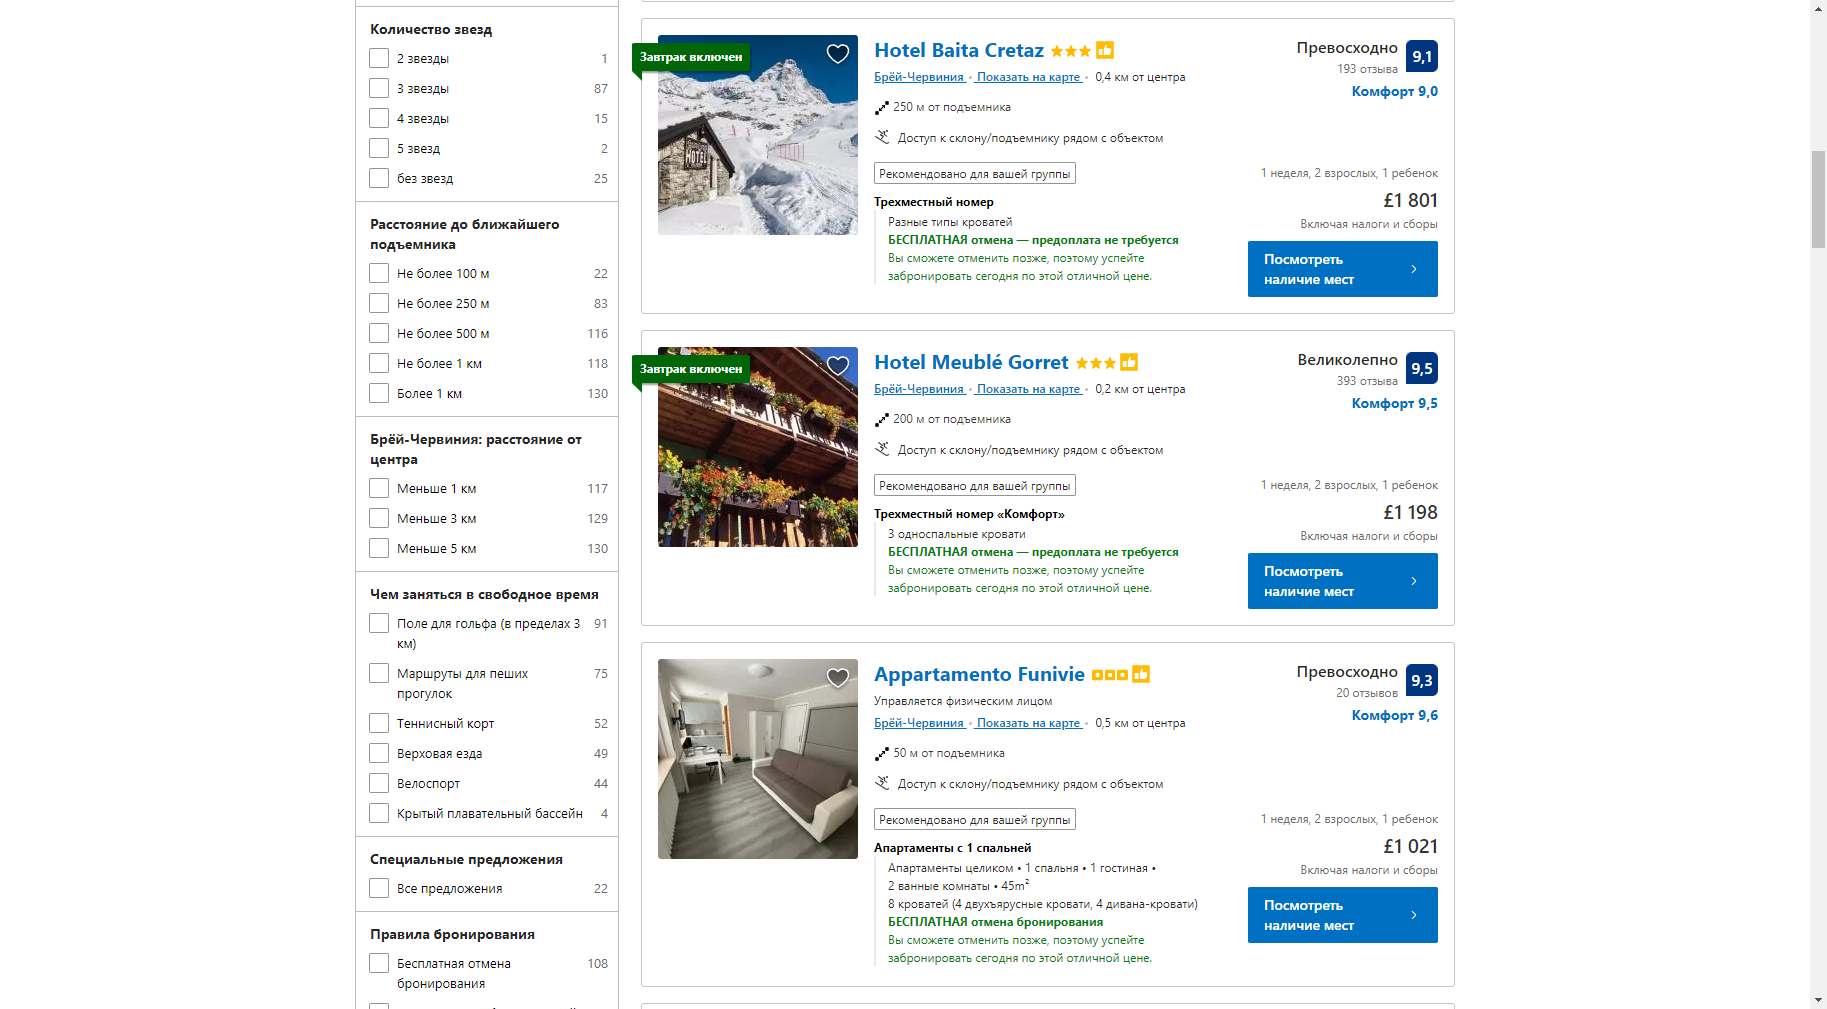 Количество звезд
2 звезды 1
3 звезды 87
4 звезды 15
5 звезд 2
без звезд 25
Расстояние до ближайшего
подъемника
Не более 100 м 22
Не более 250 м 83
Не более 500 м 116
Не более 1 км 118
Более 1 км 130
Брёй-Червиния: расстояние от
центра
Меньше 1 км 117
Меньше 3 км 129
Меньше 5 км 130
Чем заняться в свободное время
Поле для гольфа (в пределах 3 91
км)
Маршруты для пеших 75
прогулок
Теннисный корт 52
Верховая езда 49
Велоспорт 44
Крытый плавательный бассейн 4
Специальные предложения
Все предложения 22
Правила бронирования
Бесплатная отмена 108
бронирования
Завтрак включен
HOTEL
Hotel Baita Cretaz
Брёй-Червиния • Показать на карте • 0,4 км от центра
250 м от подъемника
Доступ к склону/подъемнику рядом с объектом
Рекомендовано для вашей группы
Трехместный номер
Разные типы кроватей
БЕСПЛАТНАЯ отмена — предоплата не требуется
Вы сможете отменить позже, поэтому успейте
забронировать сегодня по этой отличной цене.
Превосходно 9,1
193 отзыва
Комфорт 9,0
1 неделя, 2 взрослых, 1 ребенок
£1 801
Включая налоги и сборы
Посмотреть
наличие мест
Завтрак включен
Hotel Meublé Gorret
Брёй-Червиния • Показать на карте • 0,2 км от центра
200 м от подъемника
Доступ к склону/подъемнику рядом с объектом
Рекомендовано для вашей группы
Трехместный номер «Комфорт»
3 односпальные кровати
БЕСПЛАТНАЯ отмена — предоплата не требуется
Вы сможете отменить позже, поэтому успейте
забронировать сегодня по этой отличной цене.
Великолепно 9,5
393 отзыва
Комфорт 9,5
1 неделя, 2 взрослых, 1 ребенок
£1 198
Включая налоги и сборы
Посмотреть
наличие мест
Appartamento Funivie
Управляется физическим лицом
Брёй-Червиния • Показать на карте • 0,5 км от центра
50 м от подъемника
Доступ к склону/подъемнику рядом с объектом
Рекомендовано для вашей группы
Апартаменты с 1 спальней
Апартаменты целиком • 1 спальня • 1 гостиная •
2 ванные комнаты • 45m²
8 кроватей (4 двухъярусные кровати, 4 дивана-кровати)
БЕСПЛАТНАЯ отмена бронирования
Вы сможете отменить позже, поэтому успейте
забронировать сегодня по этой отличной цене.
Превосходно 9,3
20 отзывов
Комфорт 9,6
1 неделя, 2 взрослых, 1 ребенок
£1 021
Включая налоги и сборы
Посмотреть
наличие мест